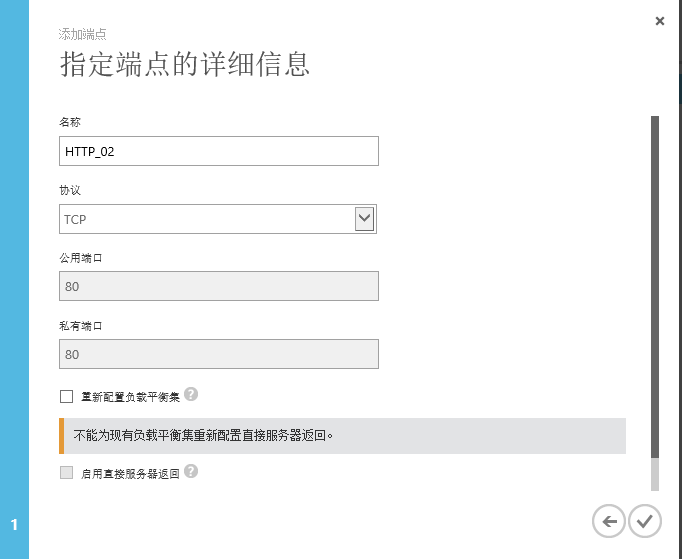 添加端点
指定端点的详细信息
名称
HTTP_02
协议
TCP
公用端口
80
私有端口
80
重新配置负载平衡集 ?
不能为现有负载平衡集重新配置直接服务器返回。
启用直接服务器返回 ?
1